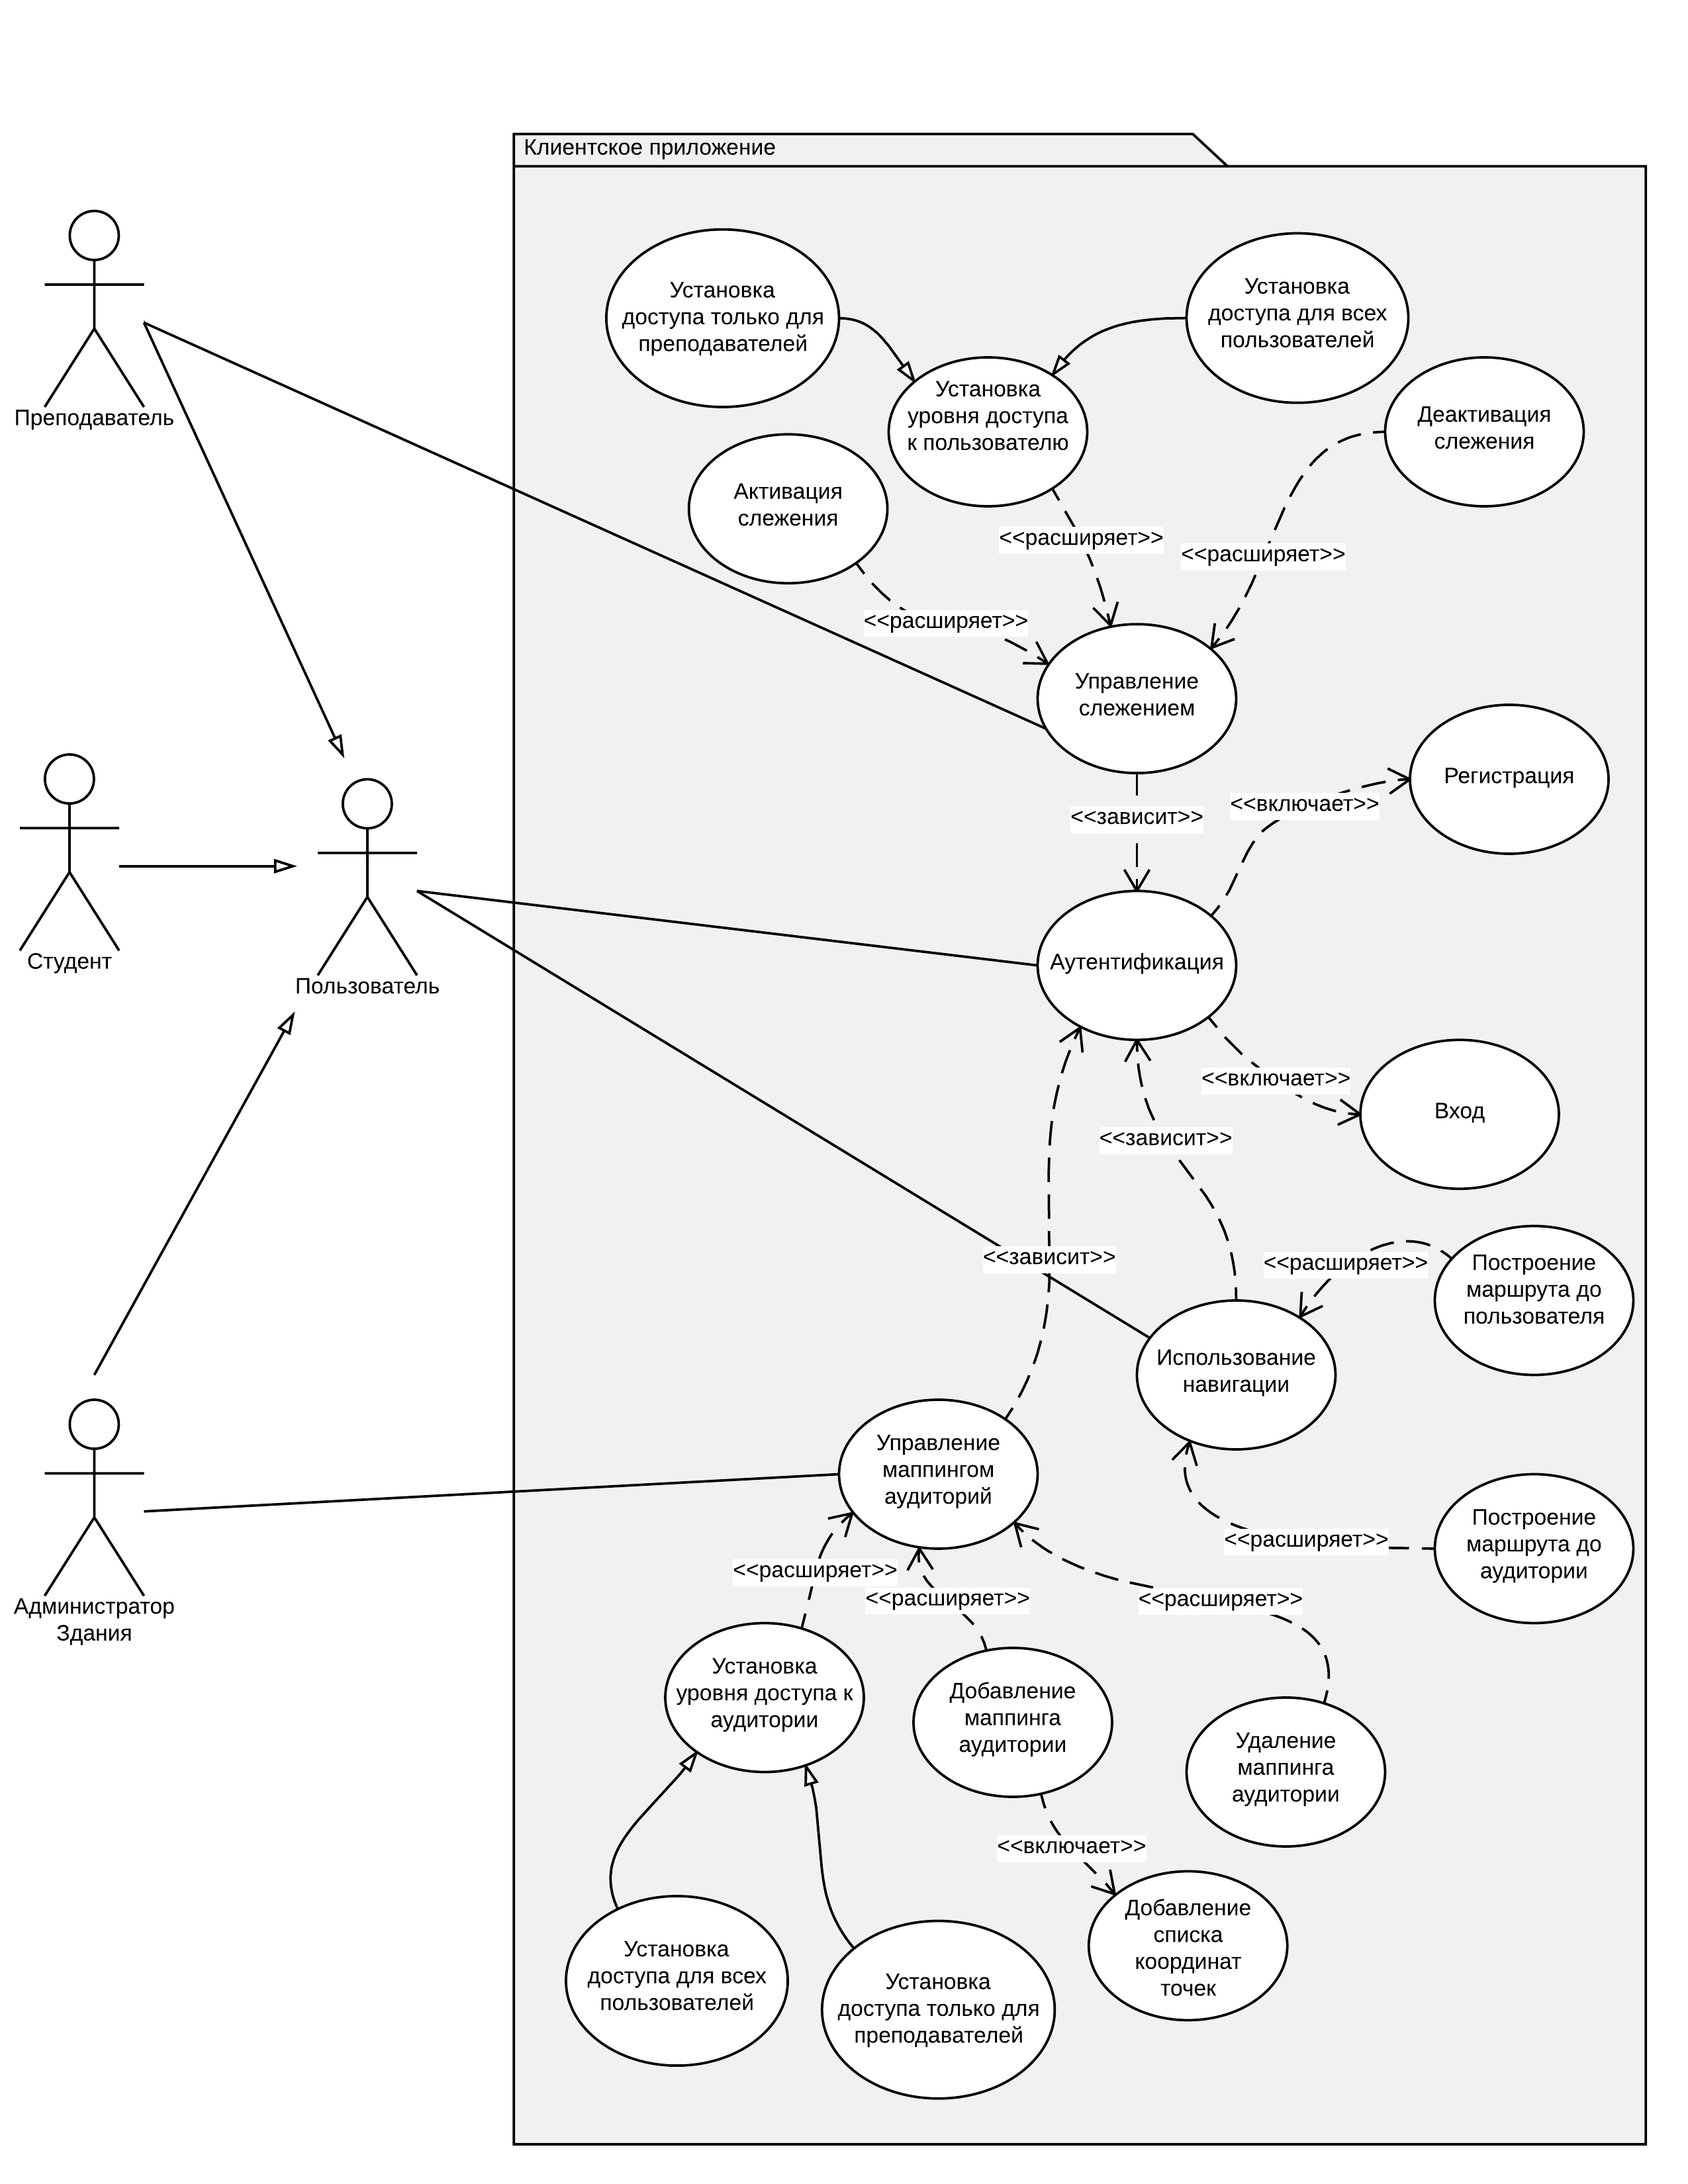 Клиентское приложение
Преподаватель
Установка
доступа только для
преподавателей
Установка
доступа для всех
пользователей
Установка
уровня доступа
к пользователю
Деактивация
слежения
Активация
слежения
<<расширяет>>
<<расширяет>>
<<расширяет>>
Управление
слежением
Регистрация
<<включает>>
<<зависит>>
Студент
Пользователь
Аутентификация
<<включает>>
Вход
<<зависит>>
<<зависит>>
<<расширяет>>
Построение
маршрута до
пользователя
Использование
навигации
Управление
маппингом
аудиторий
Построение
маршрута до
аудитории
<<расширяет>>
<<расширяет>>
<<расширяет>>
<<расширяет>>
Администратор
Здания
Установка
уровня доступа к
аудитории
Добавление
маппинга
аудитории
Удаление
маппинга
аудитории
<<включает>>
Добавление
списка
координат
точек
Установка
доступа для всех
пользователей
Установка
доступа только для
преподавателей